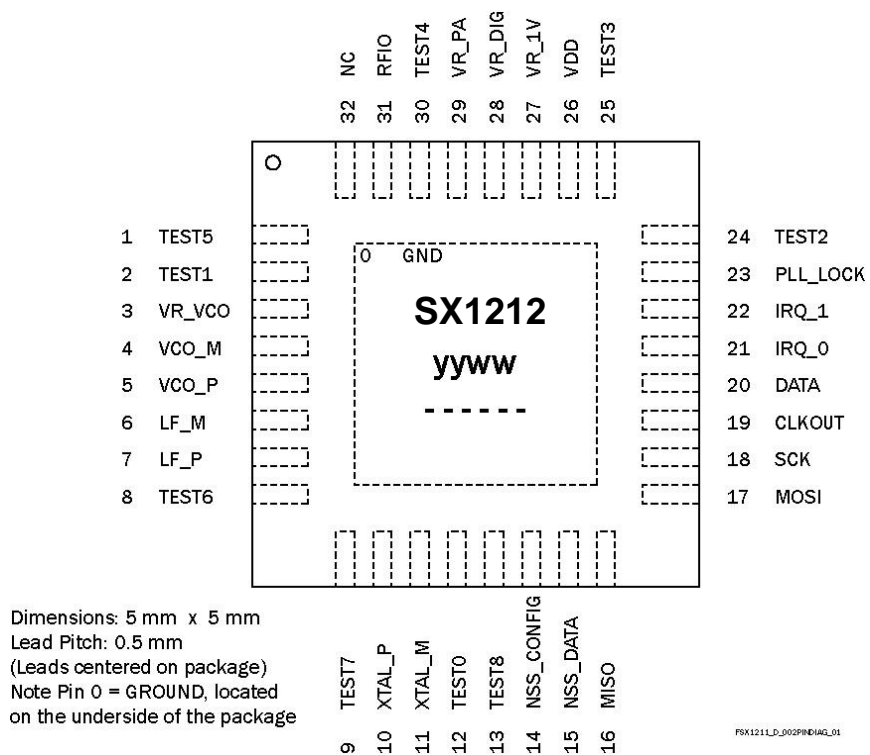 32 NC
31 RFIO
30 TEST4
29 VR_PA
28 VR_DIG
27 VR_1V
26 VDD
25 TEST3
1 TEST5
2 TEST1
3 VR_VCO
4 VCO_M
5 VCO_P
6 LF_M
7 LF_P
8 TEST6
0 GND
SX1212
yyww
------
24 TEST2
23 PLL_LOCK
22 IRQ_1
21 IRQ_0
20 DATA
19 CLKOUT
18 SCK
17 MOSI
9 TEST7
10 XTAL_P
11 XTAL_M
12 TEST0
13 TEST8
14 NSS_CONFIG
15 NSS_DATA
16 MISO
Dimensions: 5 mm x 5 mm
Lead Pitch: 0.5 mm
(Leads centered on package)
Note Pin 0 = GROUND, located
on the underside of the package
FSX1211_D_002PINDIAG_01